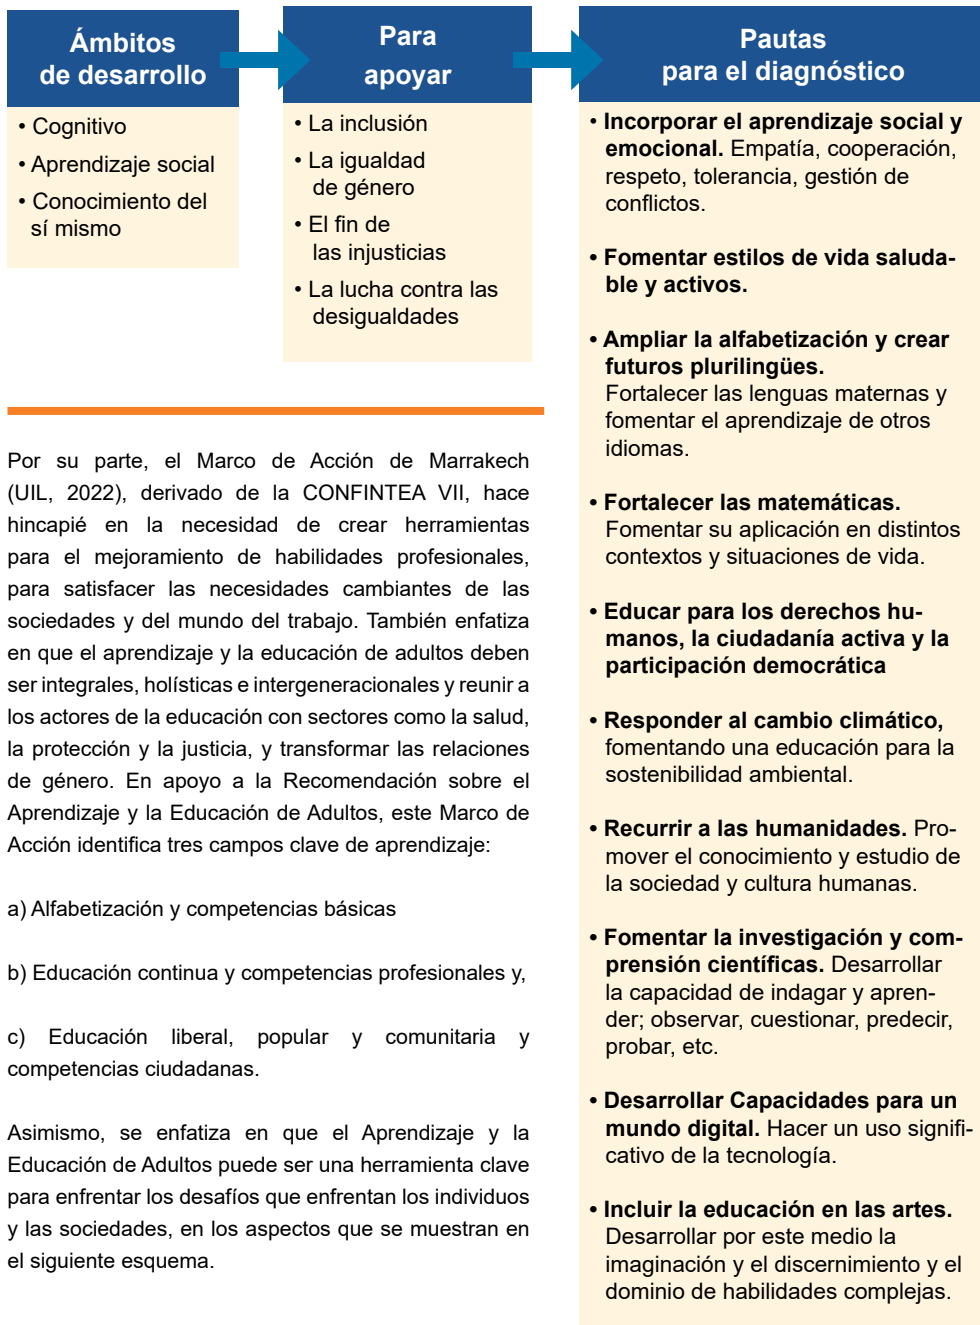 Ámbitos
de desarrollo
• Cognitivo
• Aprendizaje social
• Conocimiento del
sí mismo
Para
apoyar
• La inclusión
• La igualdad
de género
• El fin de
las injusticias
• La lucha contra las
desigualdades
Pautas
para el diagnóstico
• Incorporar el aprendizaje social y
emocional. Empatía, cooperación,
respeto, tolerancia, gestión de
conflictos.
• Fomentar estilos de vida saluda-
ble y activos.
• Ampliar la alfabetización y crear
futuros plurilingües.
Fortalecer las lenguas maternas y
fomentar el aprendizaje de otros
idiomas.
• Fortalecer las matemáticas.
Fomentar su aplicación en distintos
contextos y situaciones de vida.
• Educar para los derechos hu-
manos, la ciudadanía activa y la
participación democrática
• Responder al cambio climático,
fomentando una educación para la
sostenibilidad ambiental.
• Recurrir a las humanidades. Pro-
mover el conocimiento y estudio de
la sociedad y cultura humanas.
• Fomentar la investigación y com-
prensión científicas. Desarrollar
la capacidad de indagar y apren-
der; observar, cuestionar, predecir,
probar, etc.
• Desarrollar Capacidades para un
mundo digital. Hacer un uso signifi-
cativo de la tecnología.
• Incluir la educación en las artes.
Desarrollar por este medio la
imaginación y el discernimiento y el
dominio de habilidades complejas.
Por su parte, el Marco de Acción de Marrakech
(UIL, 2022), derivado de la CONFINTEA VII, hace
hincapié en la necesidad de crear herramientas
para el mejoramiento de habilidades profesionales,
para satisfacer las necesidades cambiantes de las
sociedades y del mundo del trabajo. También enfatiza
en que el aprendizaje y la educación de adultos deben
ser integrales, holísticas e intergeneracionales y reunir a
los actores de la educación con sectores como la salud,
la protección y la justicia, y transformar las relaciones
de género. En apoyo a la Recomendación sobre el
Aprendizaje y la Educación de Adultos, este Marco de
Acción identifica tres campos clave de aprendizaje:
a) Alfabetización y competencias básicas
b) Educación continua y competencias profesionales y,
c) Educación liberal, popular y comunitaria y
competencias ciudadanas.
Asimismo, se enfatiza en que el Aprendizaje y la
Educación de Adultos puede ser una herramienta clave
para enfrentar los desafíos que enfrentan los individuos
y las sociedades, en los aspectos que se muestran en
el siguiente esquema.